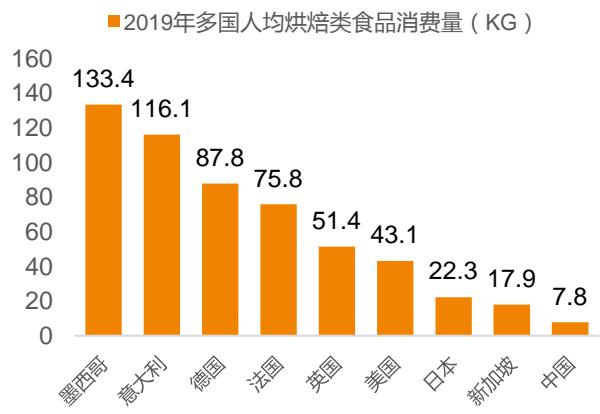 2019年多国人均烘焙类食品消费量（KG）
160
140
120
100
80
60
40
20
0
133.4
116.1
87.8
75.8
51.4
43.1
22.3
17.9
7.8
墨西哥
意大利
德国
法国
英国
美国
日本
新加坡
中国